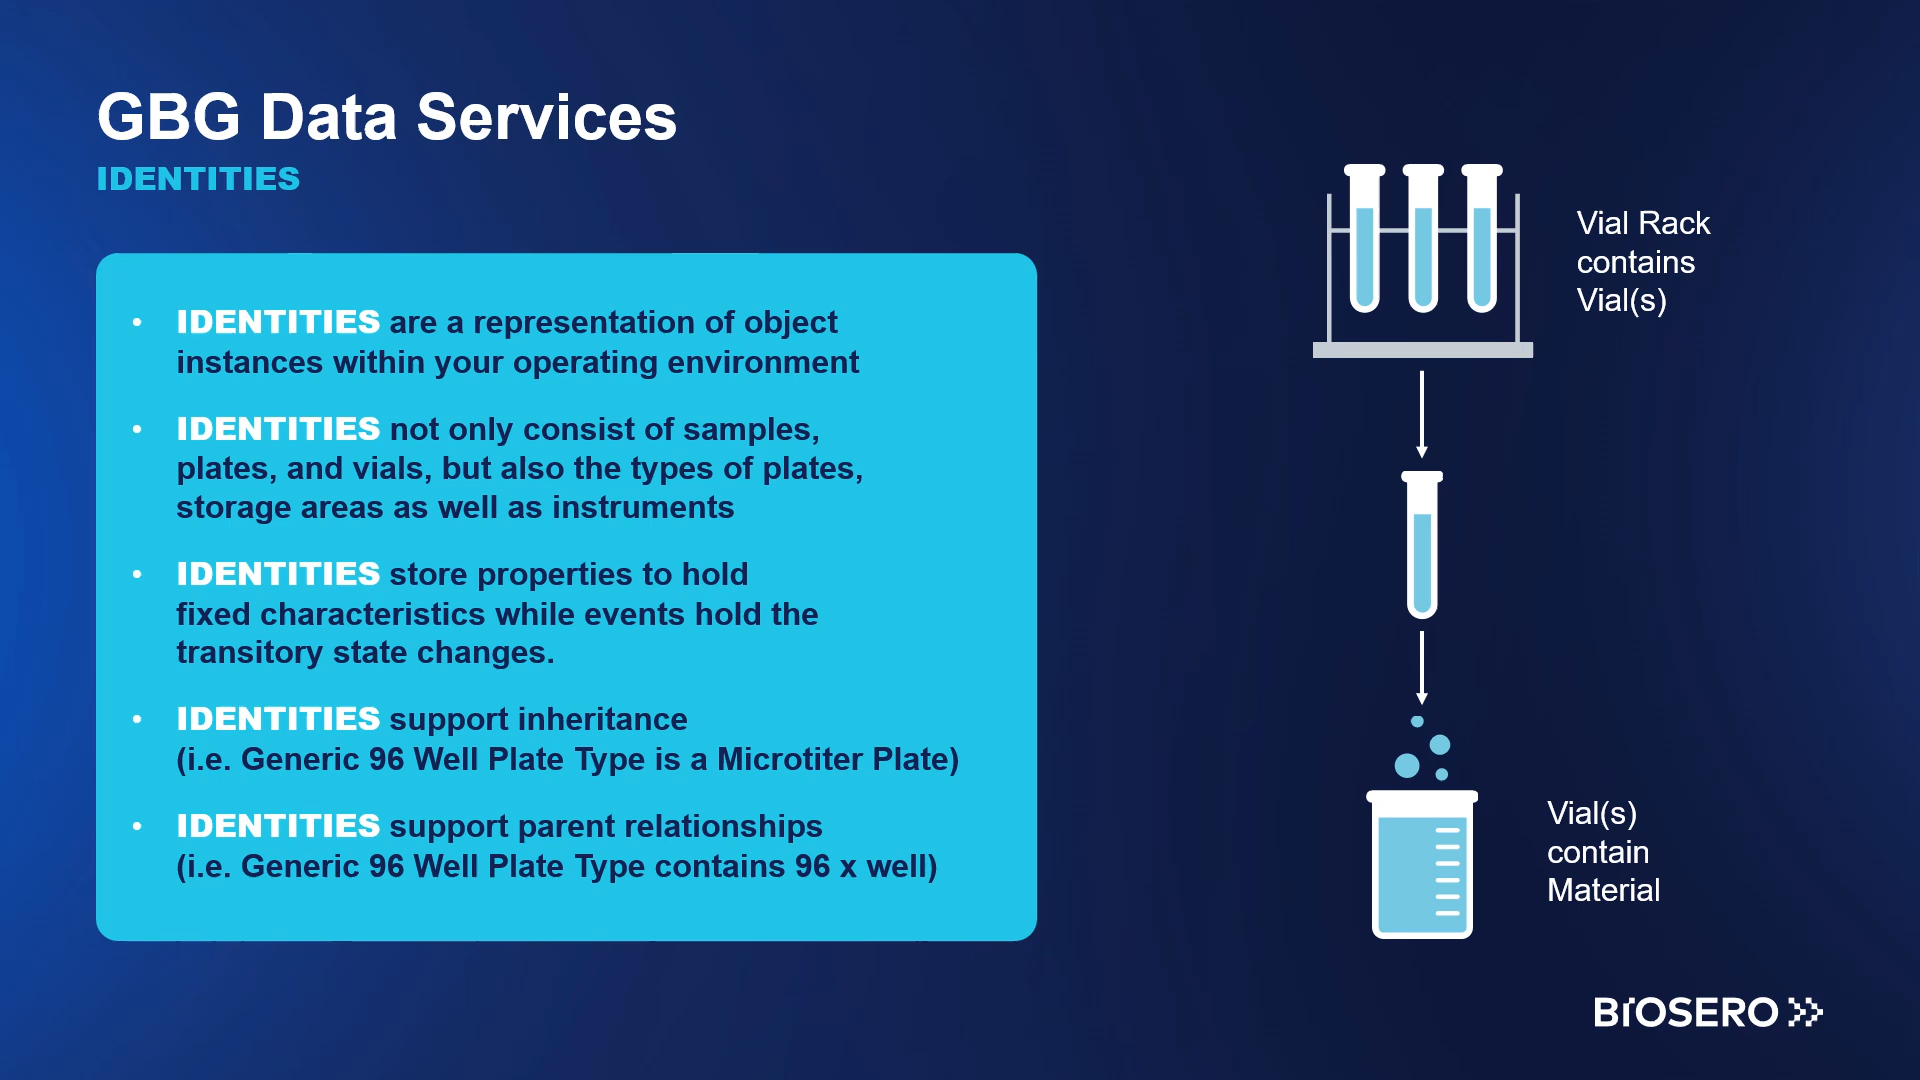 GBG Data Services
IDENTITIES
• IDENTITIES are a representation of object
instances within your operating environment
• IDENTITIES not only consist of samples,
plates, and vials, but also the types of plates,
storage areas as well as instruments
• IDENTITIES store properties to hold
fixed characteristics while events hold the
transitory state changes.
• IDENTITIES support inheritance
(i.e. Generic 96 Well Plate Type is a Microtiter Plate)
• IDENTITIES support parent relationships
(i.e. Generic 96 Well Plate Type contains 96 x well)
Vial Rack
contains
Vial(s)
Vial(s)
contain
Material
BIOSERO